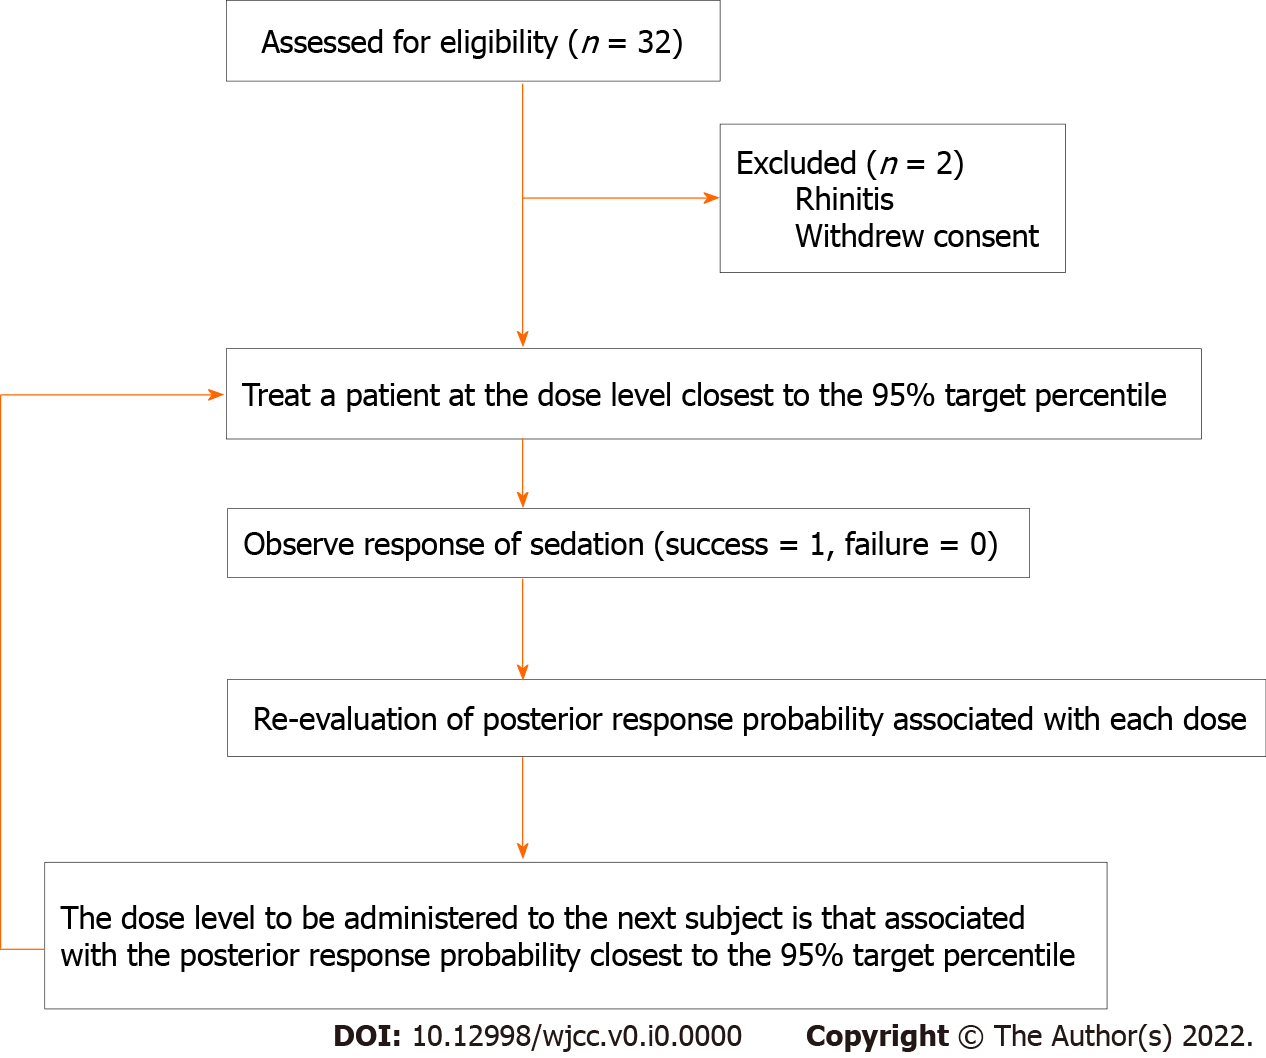 Assessed for eligibility (n = 32)
Excluded (n = 2)
Rhinitis
Withdrew consent
Treat a patient at the dose level closest to the 95% target percentile
Observe response of sedation (success = 1, failure = 0)
Re-evaluation of posterior response probability associated with each dose
The dose level to be administered to the next subject is that associated
with the posterior response probability closest to the 95% target percentile
DOI: 10.12998/wjcc.v0.i0.0000 Copyright © The Author(s) 2022.